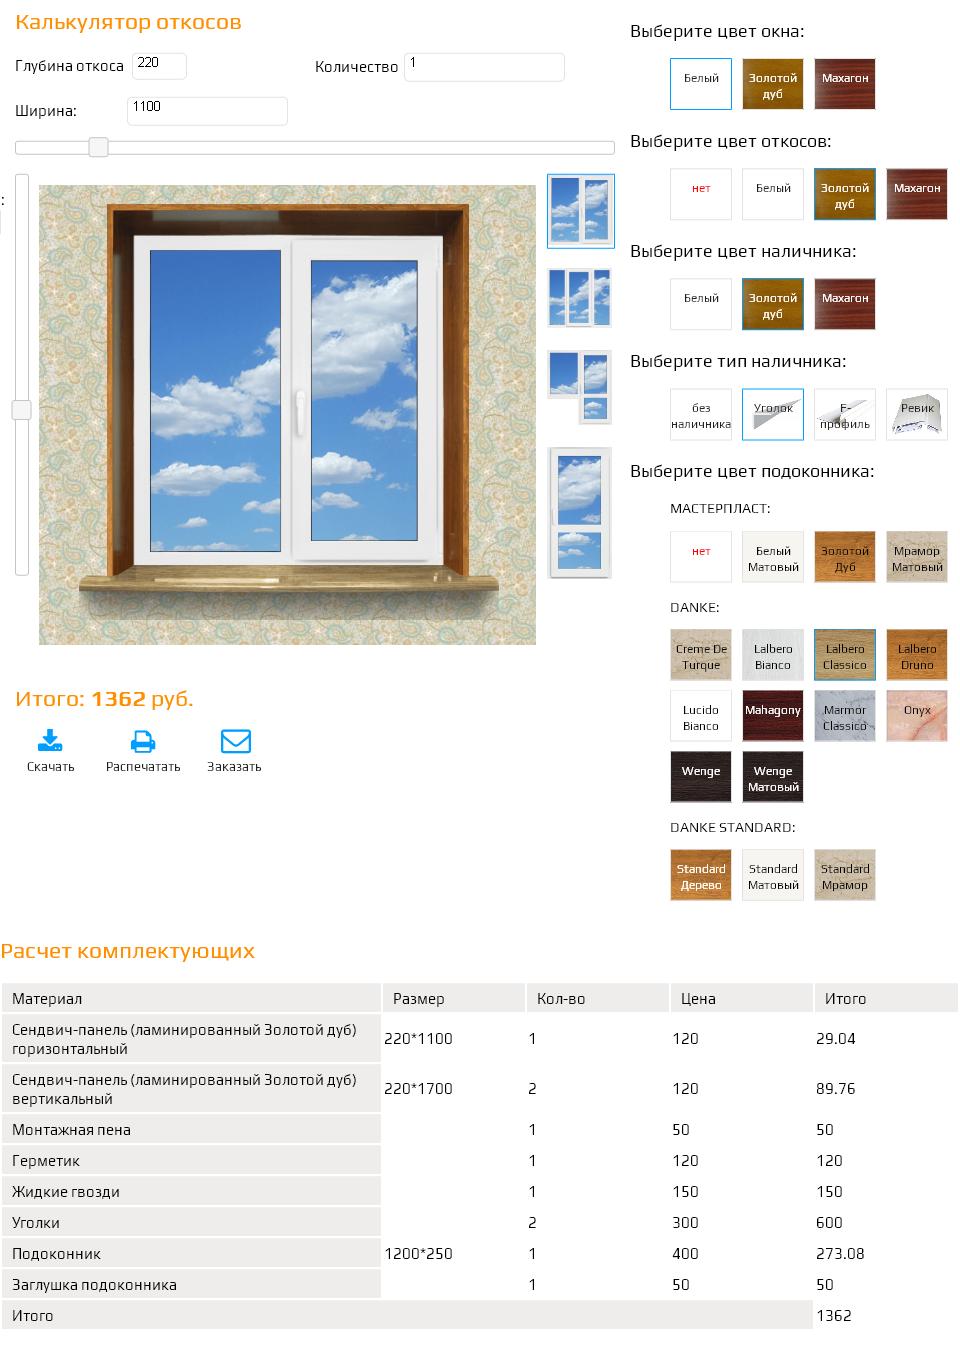 Калькулятор откосов
Глубина откоса 220 Количество 1
Ширина: 1100
:
Итого: 1362 руб.
Скачать Распечатать Заказать
Выберите цвет окна:
Белый Золотой дуб Махагон
Выберите цвет откосов:
нет Белый Золотой дуб Махагон
Выберите цвет наличника:
Белый Золотой дуб Махагон
Выберите тип наличника:
без наличника Уголок F-профиль Ревик
Выберите цвет подоконника:
МАСТЕРПЛАСТ:
нет Белый Матовый Золотой Дуб Мрамор Матовый
DANKE:
Creme De Turque Lalbero Bianco Lalbero Classico Lalbero Druno
Lucido Bianco Mahagony Marmor Classico Onyx
Wenge Wenge Матовый
DANKE STANDARD:
Standard Дерево Standard Матовый Standard Мрамор
Расчет комплектующих
Материал Размер Кол-во Цена Итого
Сендвич-панель (ламинированный Золотой дуб) горизонтальный 220*1100 1 120 29.04
Сендвич-панель (ламинированный Золотой дуб) вертикальный 220*1700 2 120 89.76
Монтажная пена 1 50 50
Герметик 1 120 120
Жидкие гвозди 1 150 150
Уголки 2 300 600
Подоконник 1200*250 1 400 273.08
Заглушка подоконника 1 50 50
Итого 1362